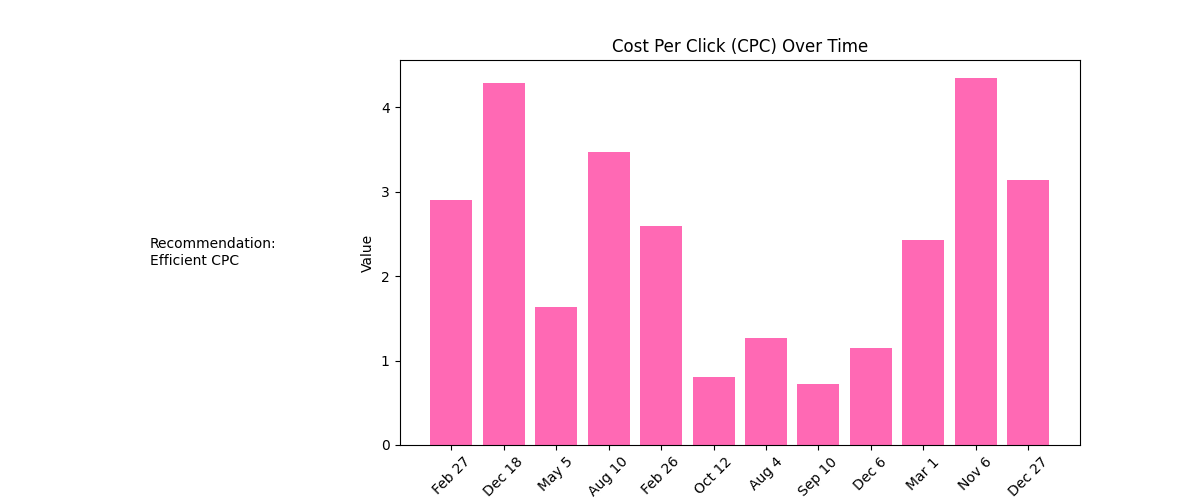 Cost Per Click (CPC) Over Time
Recommendation:
Efficient CPC
Value
4
3
2
1
0
Feb 27
Dec 18
May 5
Aug 10
Feb 26
Oct 12
Aug 4
Sep 10
Dec 6
Mar 1
Nov 6
Dec 27